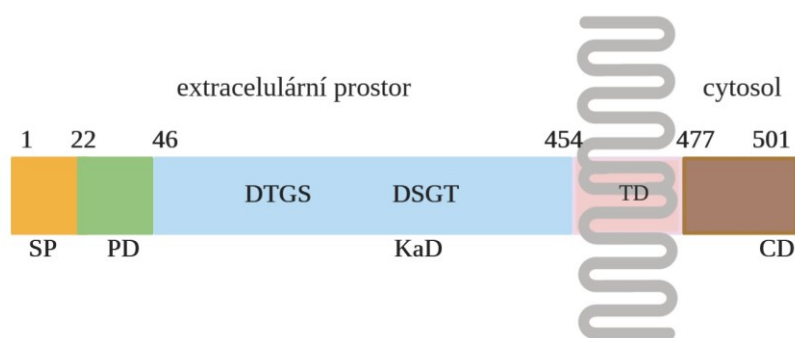 extracelulární prostor cytosol
1 22 46 454 477 501
DTGS DSGT TD
SP PD KaD CD